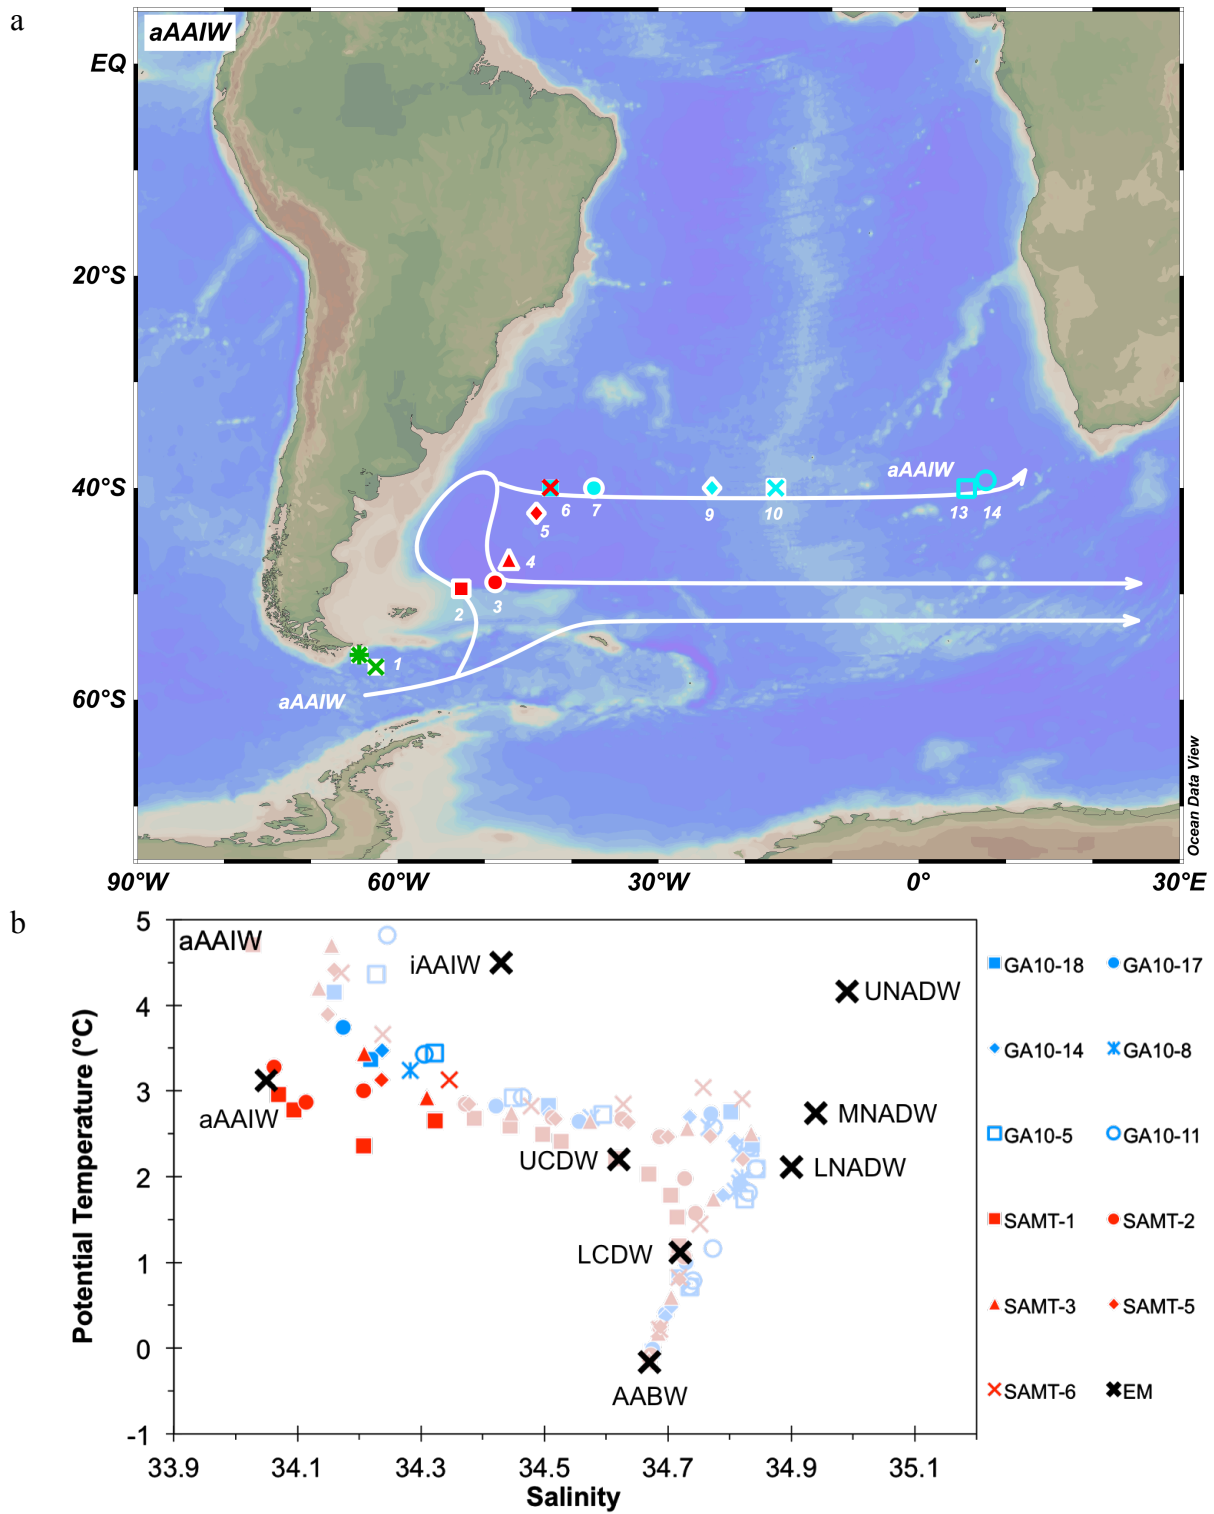 a
aAAIW
EQ
20°S
40°S
60°S
aAAIW
6
7
9
10
13
14
5
4
3
2
1
aAAIW
Ocean Data View
90°W
60°W
30°W
0°
30°E
b
5
4
3
2
1
0
-1
Potential Temperature (°C)
aAAIW
iAAIW
UNADW
aAAIW
MNADW
UCDW
LNADW
LCDW
AABW
33.9
34.1
34.3
34.5
34.7
34.9
35.1
Salinity
GA10-18
GA10-17
GA10-14
GA10-8
GA10-5
GA10-11
SAMT-1
SAMT-2
SAMT-3
SAMT-5
SAMT-6
EM